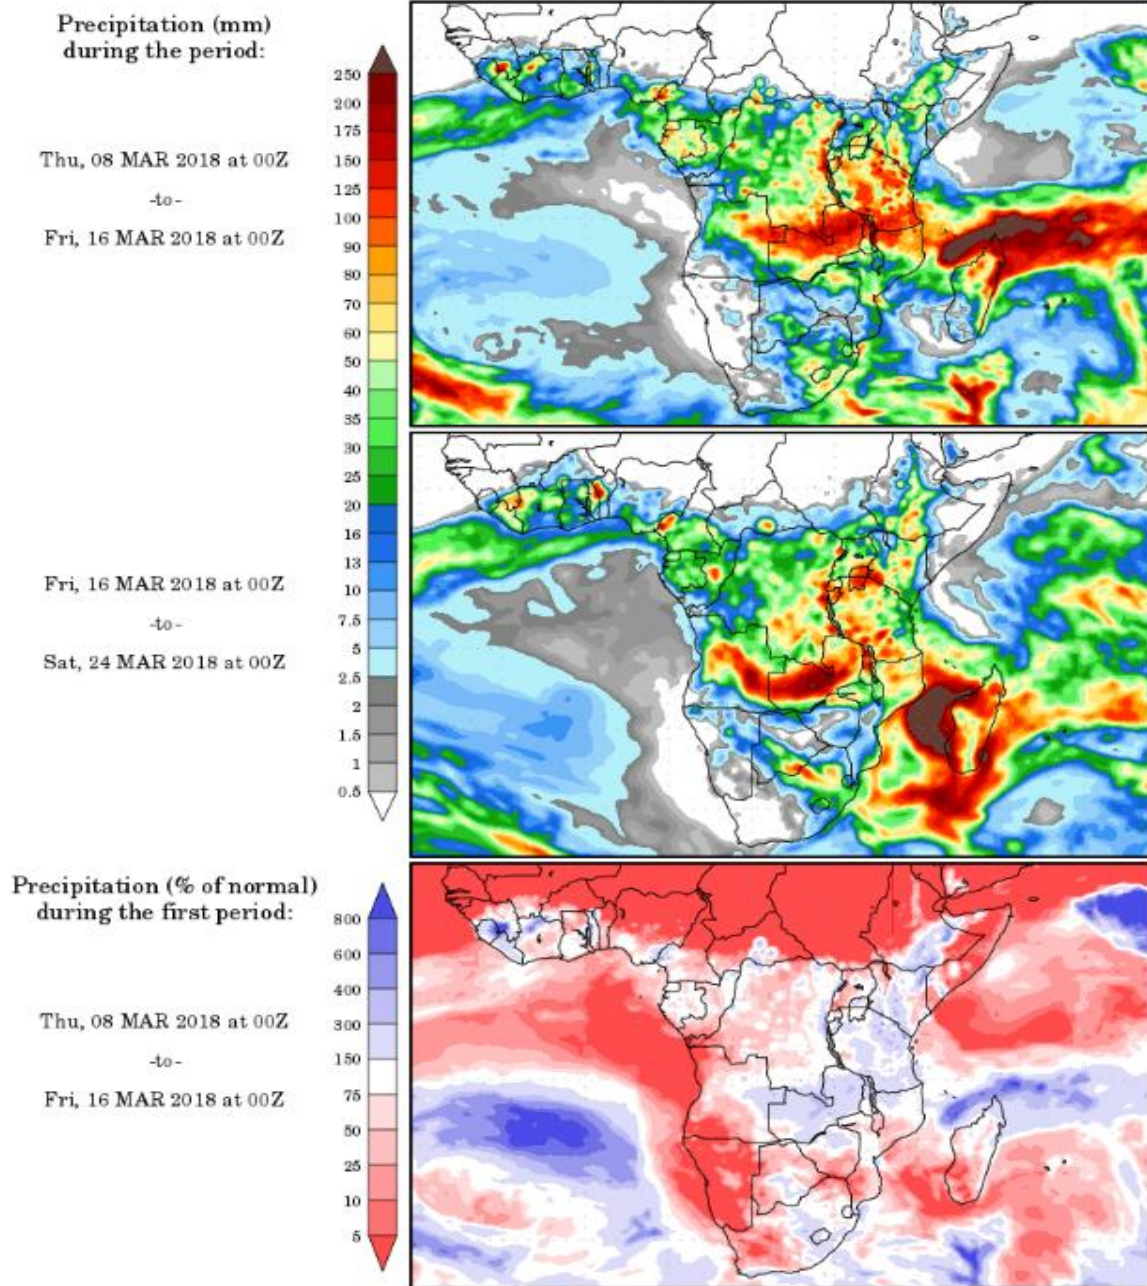 Precipitation (mm)
during the period:
Thu, 08 MAR 2018 at 00Z
-to-
Fri, 16 MAR 2018 at 00Z
Fri, 16 MAR 2018 at 00Z
-to-
Sat, 24 MAR 2018 at 00Z
250
200
175
150
125
100
90
80
70
60
50
40
35
30
20
16
13
10
7.5
5
2.5
2
1.5
1
0.5
Precipitation (% of normal)
during the first period:
Thu, 08 MAR 2018 at 00Z
-to-
Fri, 16 MAR 2018 at 00Z
800
600
400
300
150
75
50
25
10
5